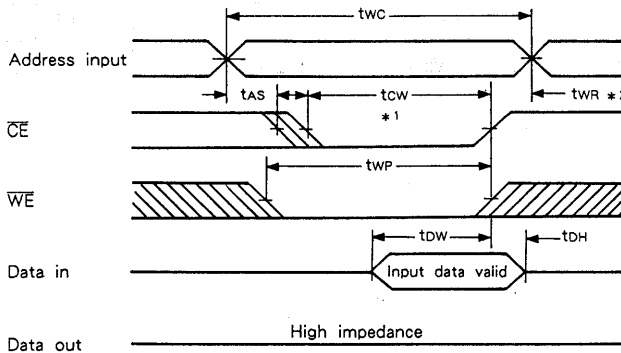 tWC
Address input
tAS
tCW
tWR *2
*1
CE
tWP
WE
tDW
tDH
Data in
Input data valid
High impedance
Data out